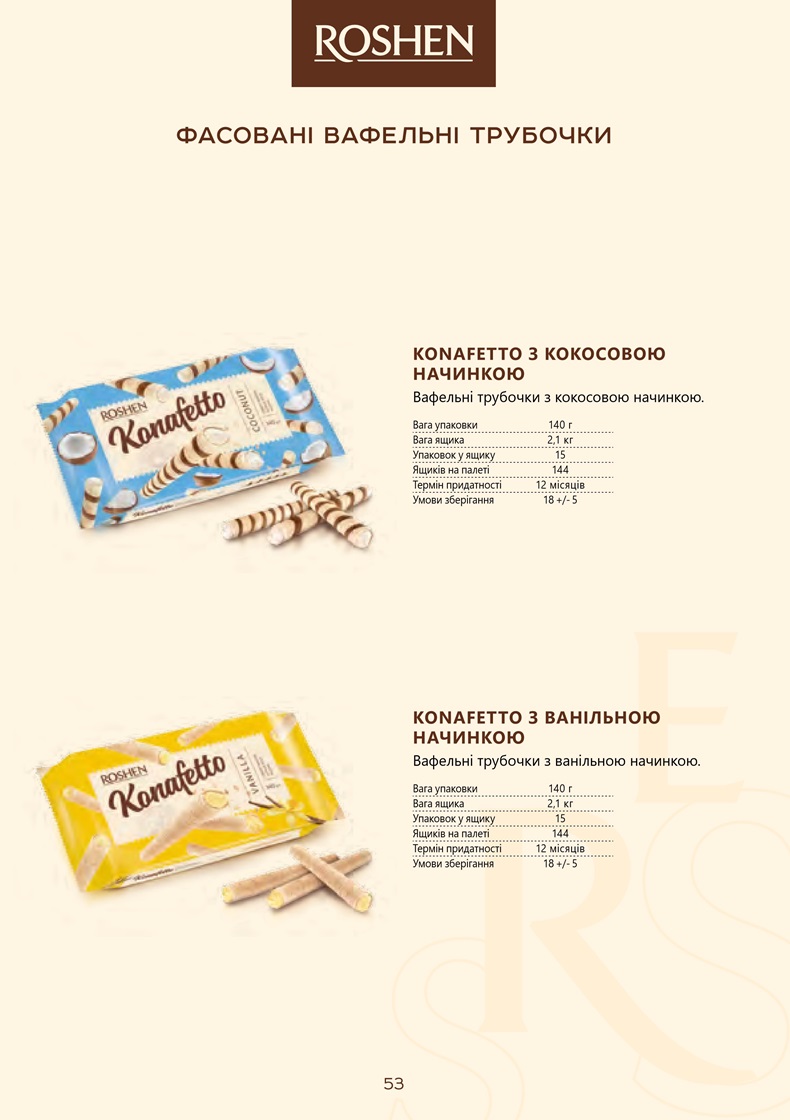 ROSHEN
ФАСОВАНІ ВАФЕЛЬНІ ТРУБОЧКИ
KONAFETTO З КОКОСОВОЮ
НАЧИНКОЮ
Вафельні трубочки з кокосовою начинкою.
Вага упаковки 140 г
Вага ящика 2,1 кг
Упаковок у ящику 15
Ящиків на палеті 144
Термін придатності 12 місяців
Умови зберігання 18 +/- 5
ROSHEN
Konafetto
COCONUT
Konafetto
KONAFETTO З ВАНІЛЬНОЮ
НАЧИНКОЮ
Вафельні трубочки з ванільною начинкою.
Вага упаковки 140 г
Вага ящика 2,1 кг
Упаковок у ящику 15
Ящиків на палеті 144
Термін придатності 12 місяців
Умови зберігання 18 +/- 5
ROSHEN
Konafetto
VANILLA
Konafetto
53